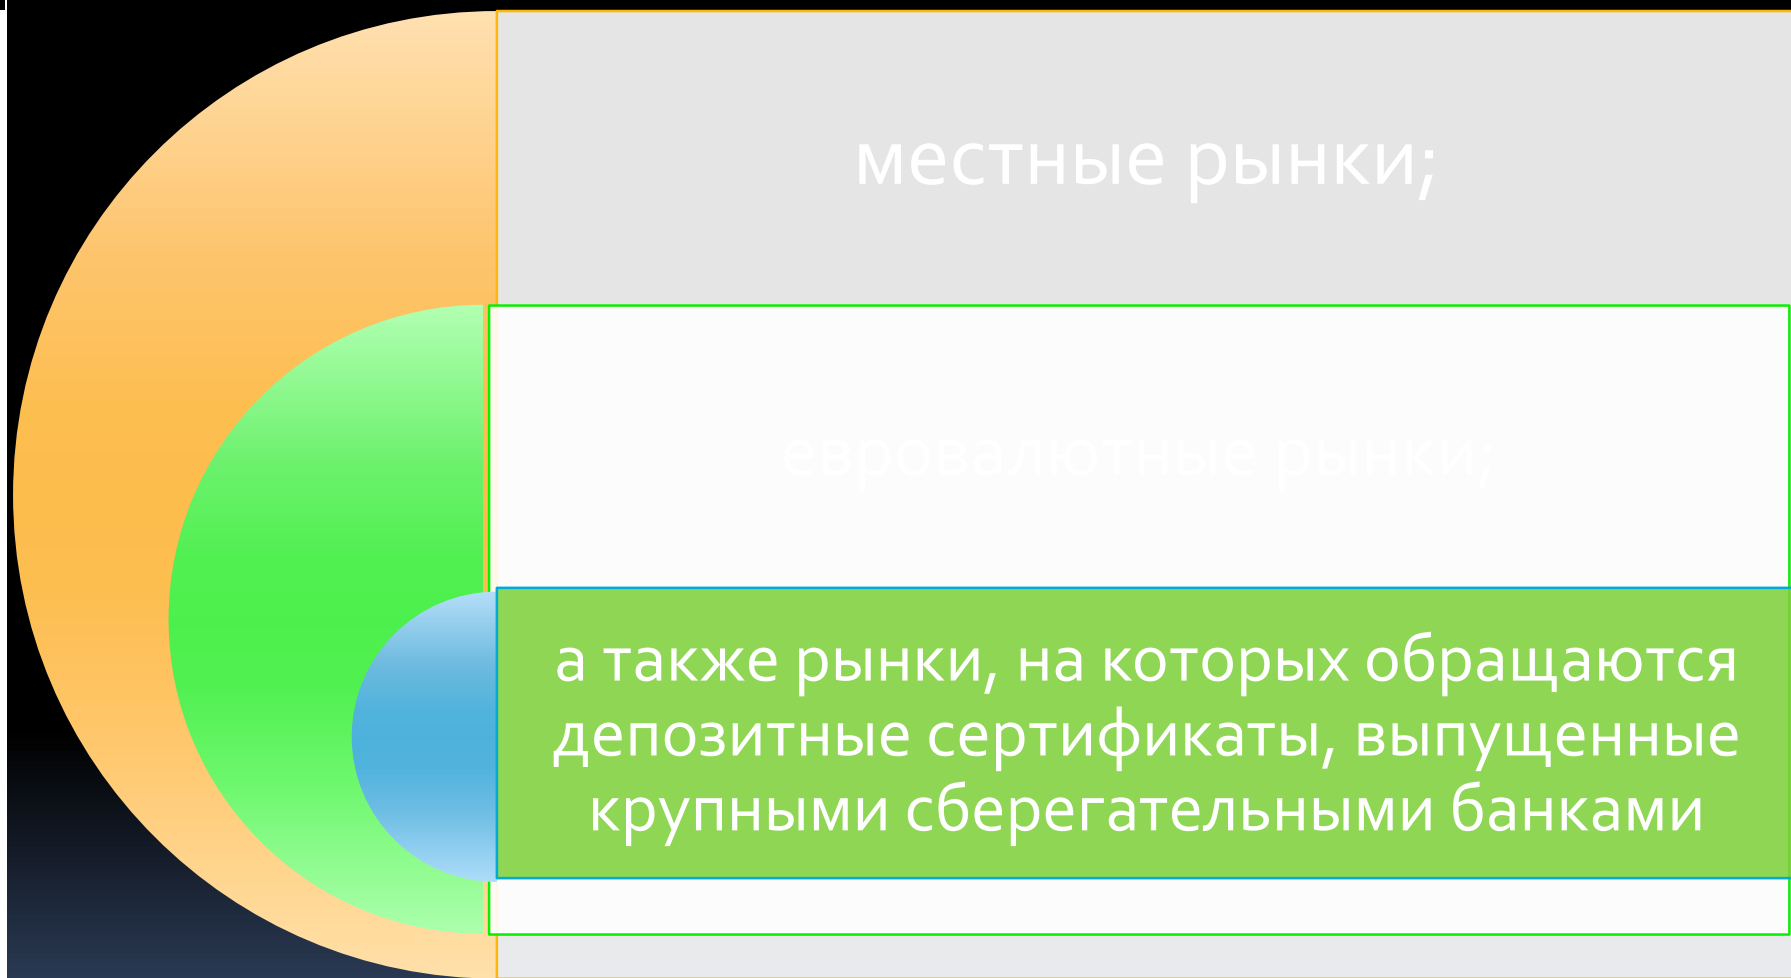 местные рынки;
евровалютные рынки;
а также рынки, на которых обращаются
депозитные сертификаты, выпущенные
крупными сберегательными банками